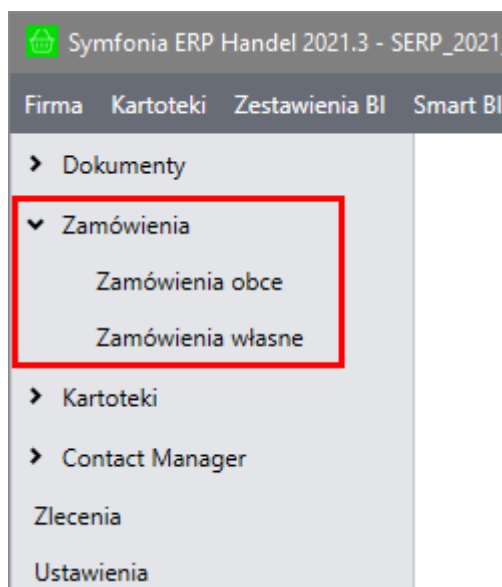 Symfonia ERP Handel 2021.3 - SERP_2021_
Firma Kartoteki Zestawienia BI Smart BI
Dokumenty
Zamówienia
Zamówienia obce
Zamówienia własne
Kartoteki
Contact Manager
Zlecenia
Ustawienia